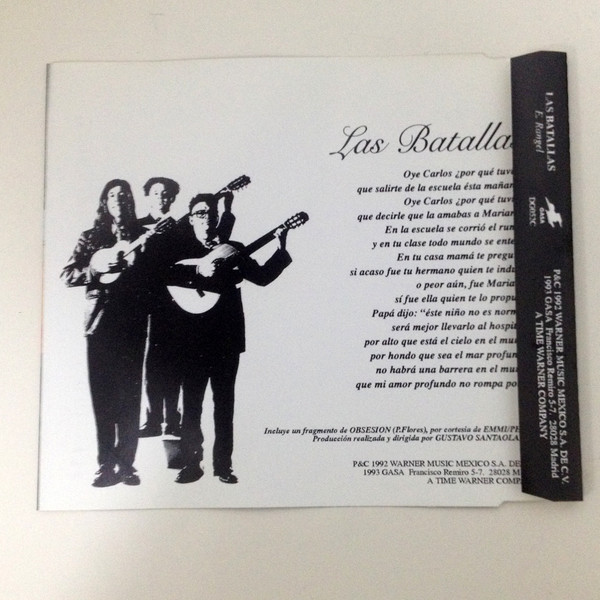 Las Batalla
Oye Carlos ¿por qué tuvi
que salirte de la escuela ésta mañan
Oye Carlos ¿por qué tuv
que decirle que la amabas a Marian
En la escuela se corrió el rum
y en tu clase todo mundo se ente
En tu casa mamá te pregu
si acaso fue tu hermano quien te indu
o peor aún, fue Maria
sí fue ella quien te lo propu
Papá dijo: "éste niño no es norm
será mejor llevarlo al hospit
por alto que está el cielo en el mu
por hondo que sea el mar profun
no habrá una barrera en el mu
que mi amor profundo no rompa po
Incluye un fragmento de OBSESION (P.Flores), por cortesía de EMMI/PE
Producción realizada y dirigida por GUSTAVO SANTAOLA
P&C 1992 WARNER MUSIC MEXICO S.A. DE
1993 GASA Francisco Remiro 5-7. 28028 M
A TIME WARNER COMP
LAS BATALLAS
E. Rangel
GASA
P&C 1992 WARNER MUSIC MEXICO S.A. DE C.V.
1993 GASA Francisco Remiro 5-7. 28028 Madrid
A TIME WARNER COMPANY